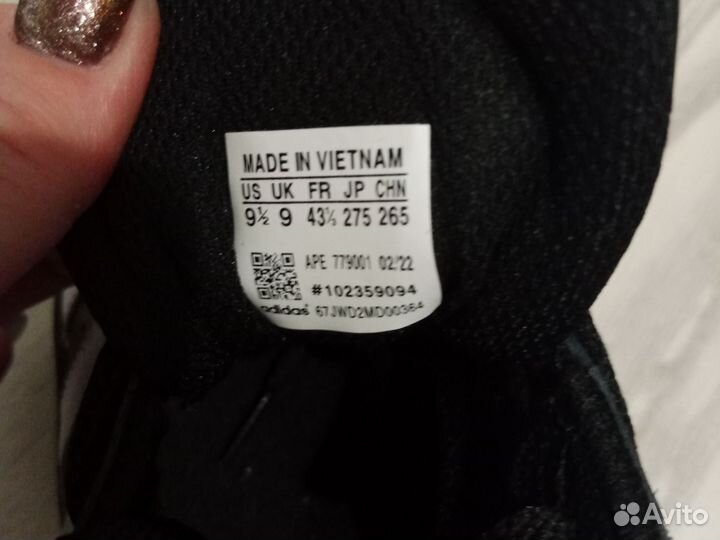 MADE IN VIETNAM
US UK FR JP CHN
9½ 9 43⅓ 275 265
APE 779001 02/22
#102359094
adidas 67JWD2MD00364
Avito